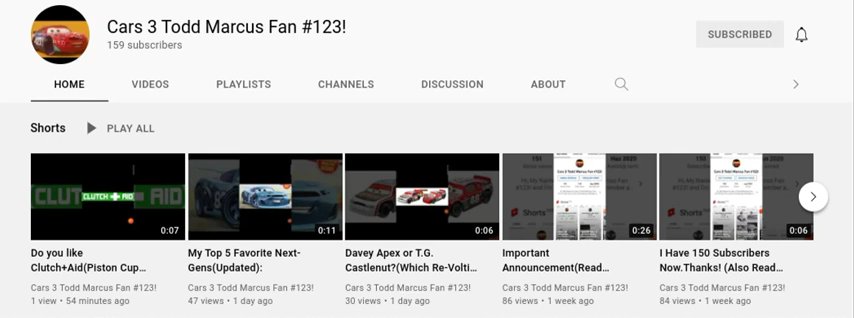 Cars 3 Todd Marcus Fan #123!
159 subscribers
SUBSCRIBED
HOME
VIDEOS
PLAYLISTS
CHANNELS
DISCUSSION
ABOUT
Shorts
PLAY ALL
CLUT
CLUTCH + AID
AID
0:07
0:11
0:06
0:26
0:06
Do you like
Clutch+Aid(Piston Cup...
Cars 3 Todd Marcus Fan #123!
1 view • 54 minutes ago
My Top 5 Favorite Next-
Gens(Updated):
Cars 3 Todd Marcus Fan #123!
47 views • 1 day ago
Davey Apex or T.G.
Castlenut?(Which Re-Volti...
Cars 3 Todd Marcus Fan #123!
30 views • 1 day ago
Important
Announcement(Read...
Cars 3 Todd Marcus Fan #123!
86 views • 1 week ago
I Have 150 Subscribers
Now.Thanks! (Also Read...
Cars 3 Todd Marcus Fan #123!
84 views • 1 week ago